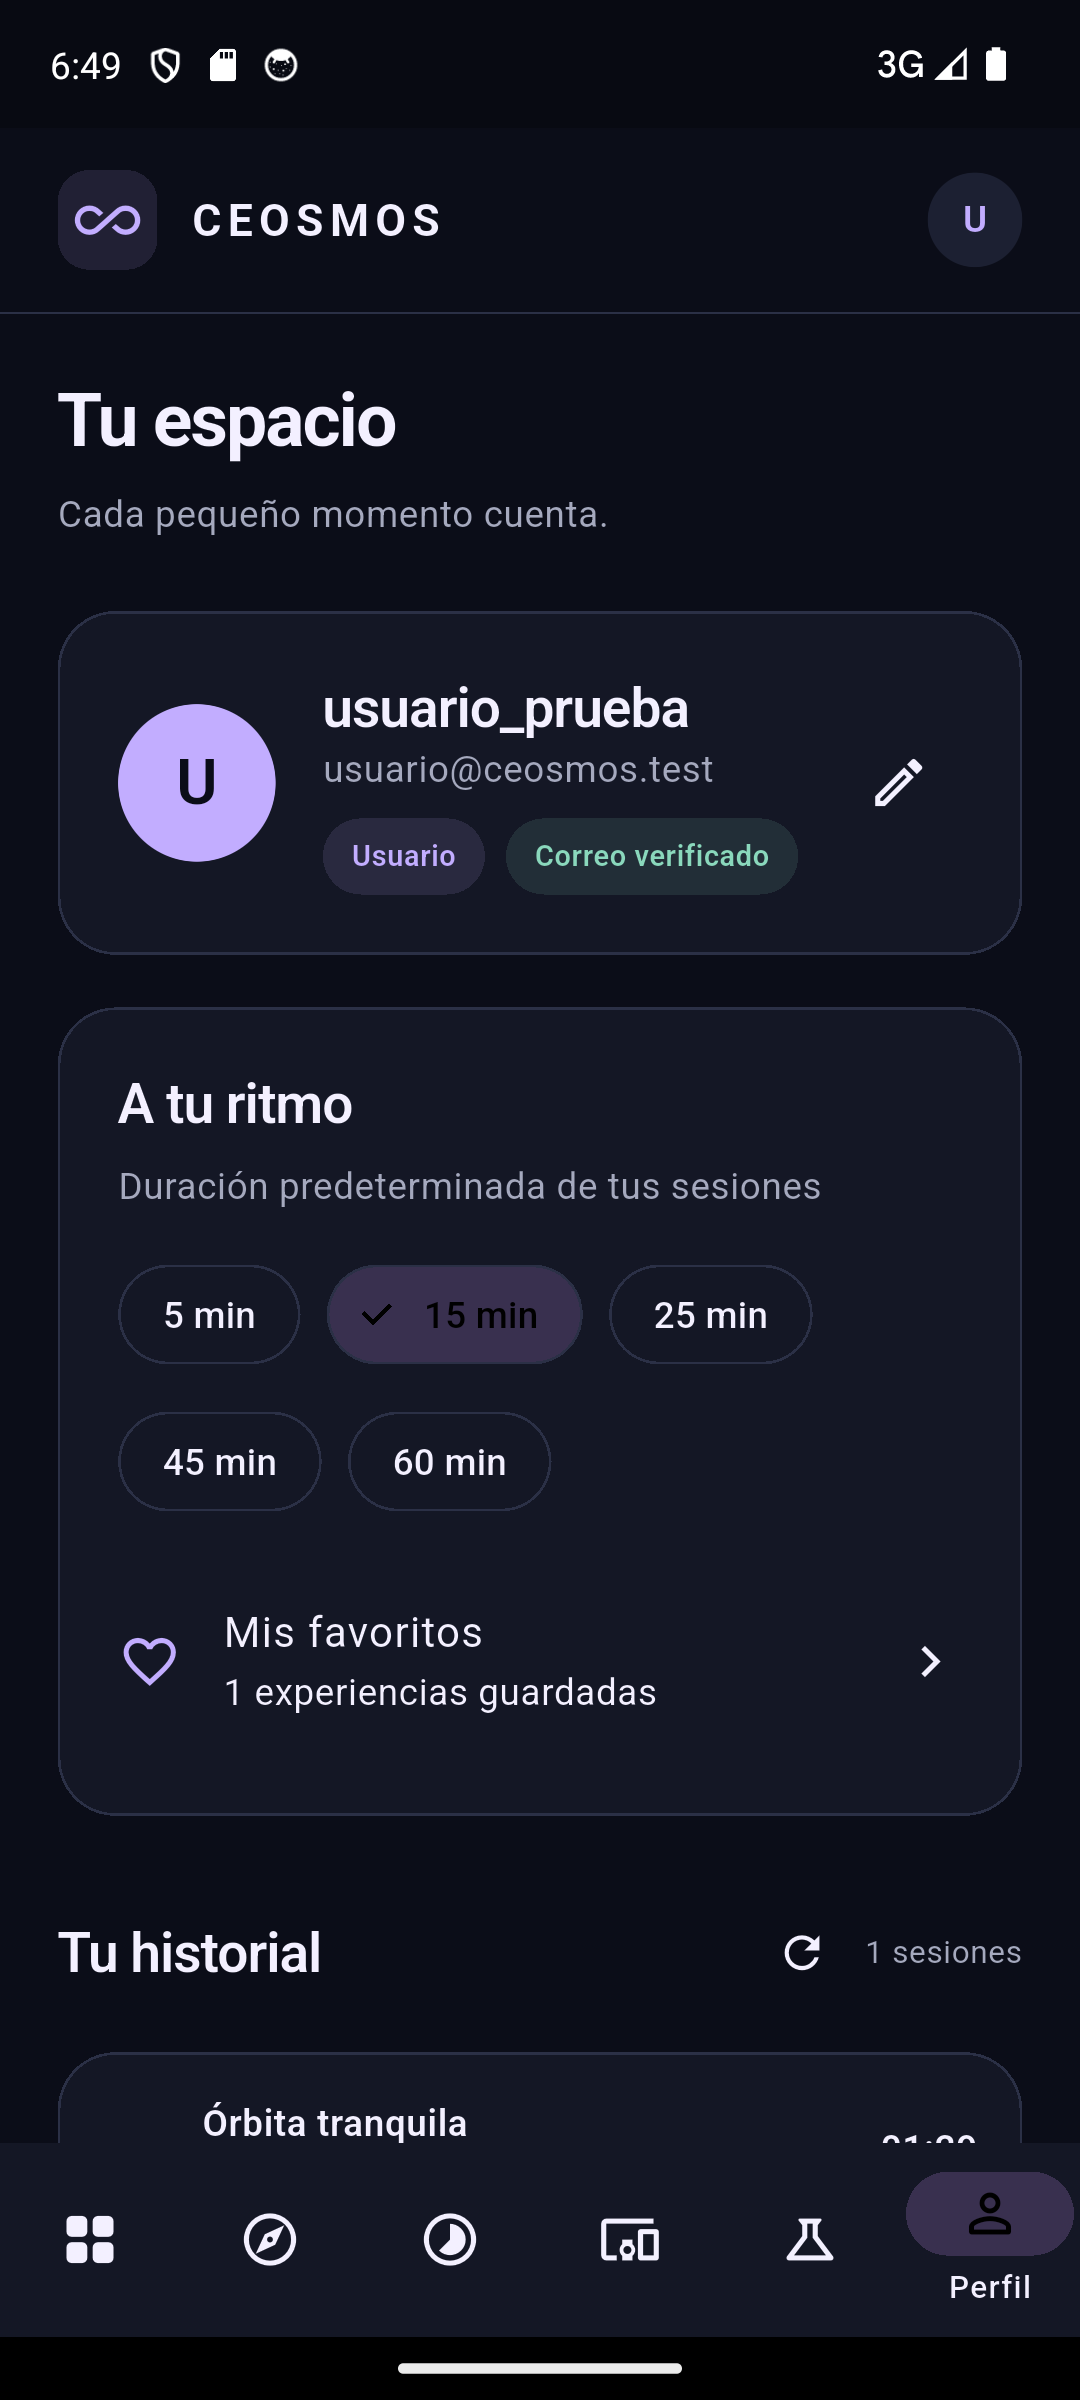 6:49
3G
CEOSMOS
U
Tu espacio
Cada pequeño momento cuenta.
U
usuario_prueba
usuario@ceosmos.test
Usuario
Correo verificado
A tu ritmo
Duración predeterminada de tus sesiones
5 min
15 min
25 min
45 min
60 min
Mis favoritos
1 experiencias guardadas
Tu historial
1 sesiones
Órbita tranquila
Perfil